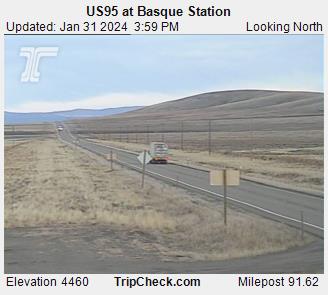 US95 at Basque Station
Updated: Jan 31 2024 3:59 PM Looking North
Elevation 4460 TripCheck.com Milepost 91.62